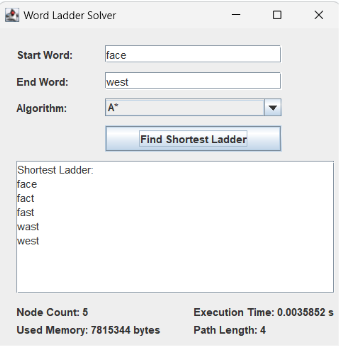 Word Ladder Solver
Start Word: face
End Word: west
Algorithm: A*
Find Shortest Ladder
Shortest Ladder:
face
fact
fast
wast
west
Node Count: 5 Execution Time: 0.0035852 s
Used Memory: 7815344 bytes Path Length: 4